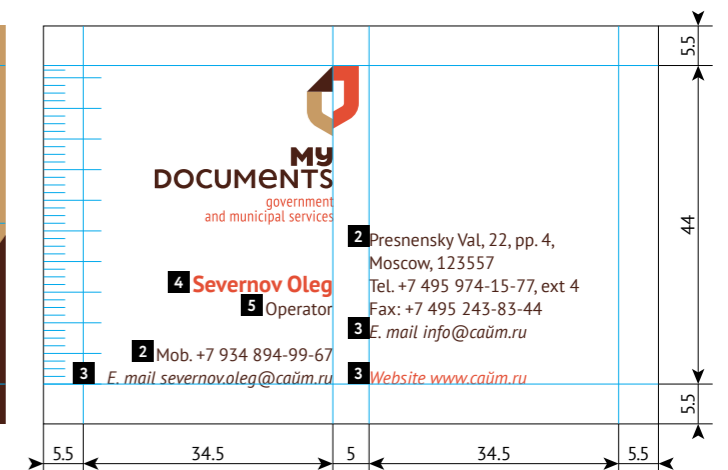 MY
DOCUMENTS
government
and municipal services
4 Severnov Oleg
5 Operator
2 Mob. +7 934 894-99-67
3 E. mail severnov.oleg@сайт.ru
2 Presnensky Val, 22, pp. 4,
Moscow, 123557
Tel. +7 495 974-15-77, ext 4
Fax: +7 495 243-83-44
3 E. mail info@сайт.ru
3 Website www.сайт.ru
5.5
44
5.5
5.5 34.5 5 34.5 5.5